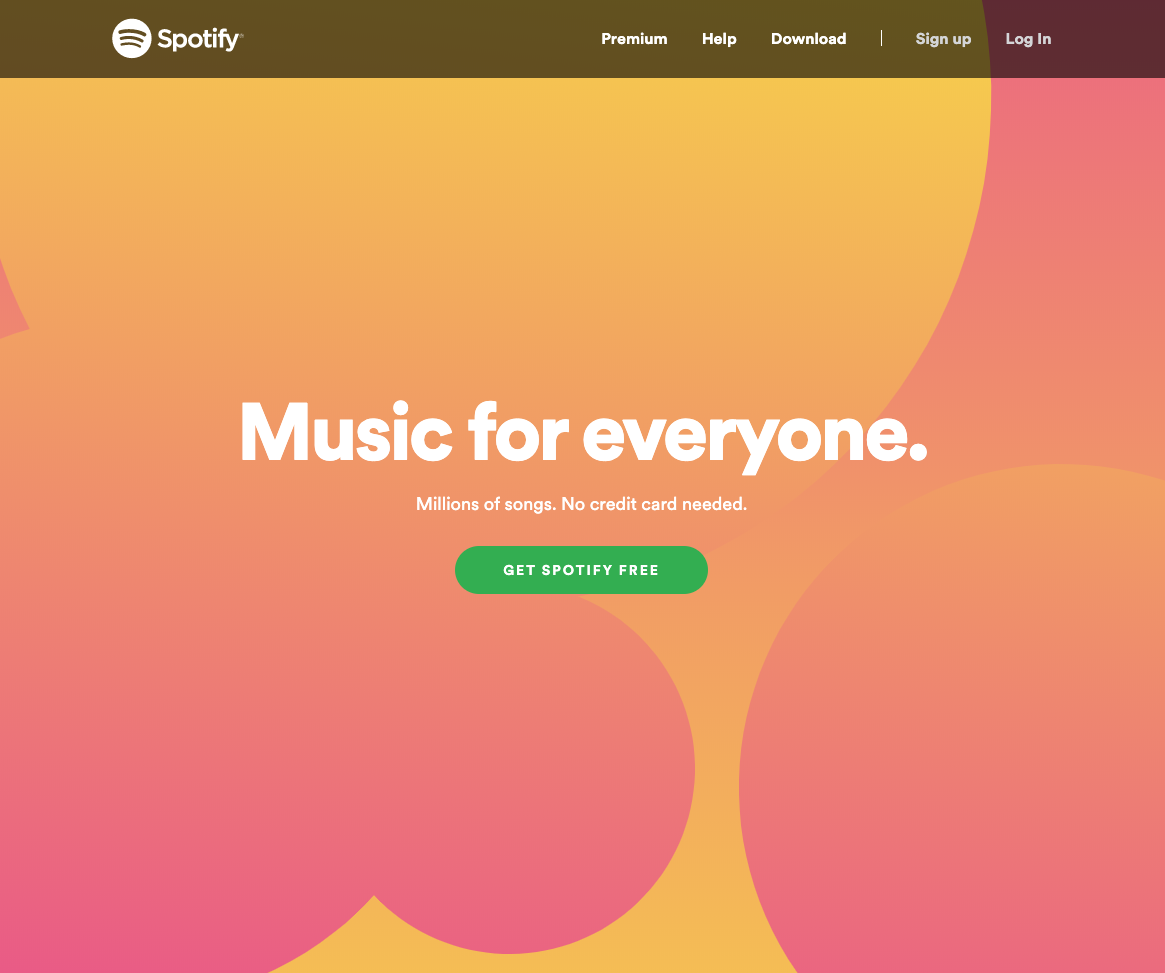 Spotify®
Premium Help Download | Sign up Log In
Music for everyone.
Millions of songs. No credit card needed.
GET SPOTIFY FREE